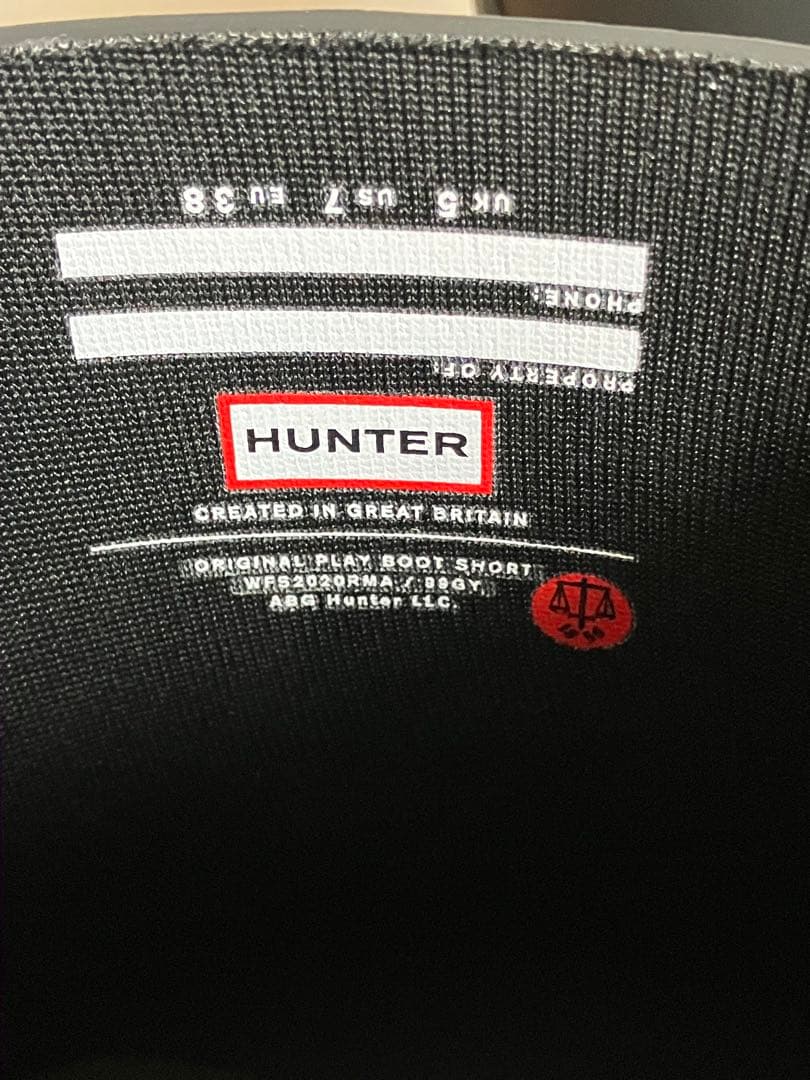 UK 5 US 7 EU 38
PHONE:
PROPERTY OF:
HUNTER
CREATED IN GREAT BRITAIN
ORIGINAL PLAY BOOT SHORT
WFS2020RMA / 99GY
ABG Hunter LLC.